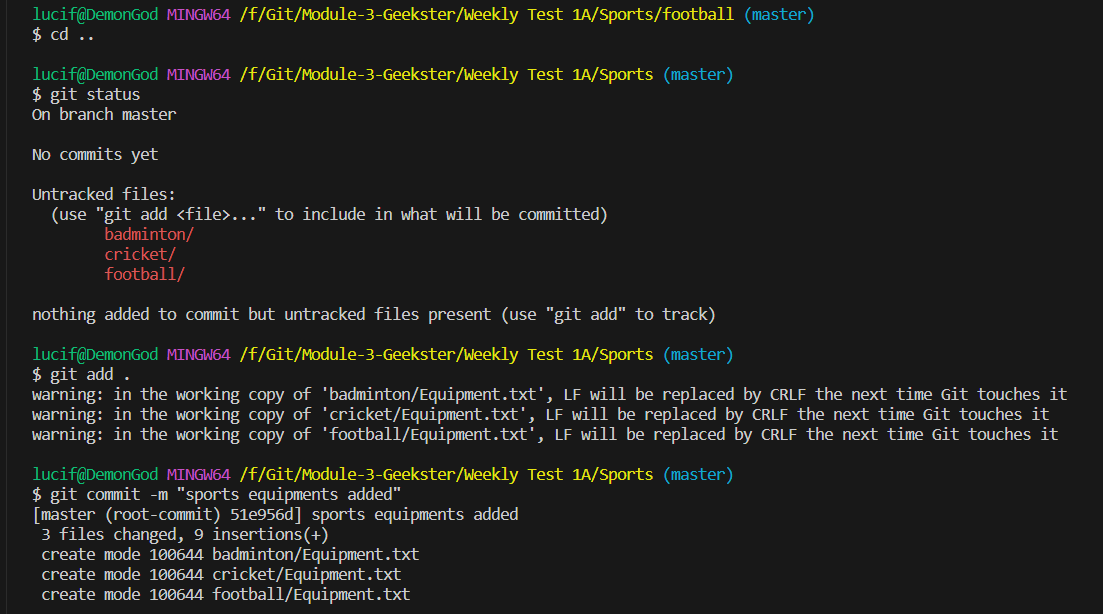 lucif@DemonGod MINGW64 /f/Git/Module-3-Geekster/Weekly Test 1A/Sports/football (master)
$ cd ..
lucif@DemonGod MINGW64 /f/Git/Module-3-Geekster/Weekly Test 1A/Sports (master)
$ git status
On branch master
No commits yet
Untracked files:
  (use "git add <file>..." to include in what will be committed)
        badminton/
        cricket/
        football/
nothing added to commit but untracked files present (use "git add" to track)
lucif@DemonGod MINGW64 /f/Git/Module-3-Geekster/Weekly Test 1A/Sports (master)
$ git add .
warning: in the working copy of 'badminton/Equipment.txt', LF will be replaced by CRLF the next time Git touches it
warning: in the working copy of 'cricket/Equipment.txt', LF will be replaced by CRLF the next time Git touches it
warning: in the working copy of 'football/Equipment.txt', LF will be replaced by CRLF the next time Git touches it
lucif@DemonGod MINGW64 /f/Git/Module-3-Geekster/Weekly Test 1A/Sports (master)
$ git commit -m "sports equipments added"
[master (root-commit) 51e956d] sports equipments added
 3 files changed, 9 insertions(+)
 create mode 100644 badminton/Equipment.txt
 create mode 100644 cricket/Equipment.txt
 create mode 100644 football/Equipment.txt